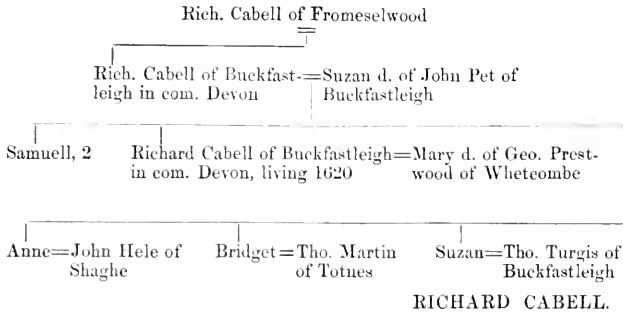 Rich. Cabell of Fromeselwood
Rich. Cabell of Buckfast-=Suzan d. of John Pet of
leigh in com. Devon Buckfastleigh
Samuell, 2 Richard Cabell of Buckfastleigh=Mary d. of Geo. Prest-
in com. Devon, living 1620 wood of Whetcombe
Anne=John Hele of Bridget=Tho. Martin Suzan=Tho. Turgis of
Shaghe of Totnes Buckfastleigh
RICHARD CABELL.